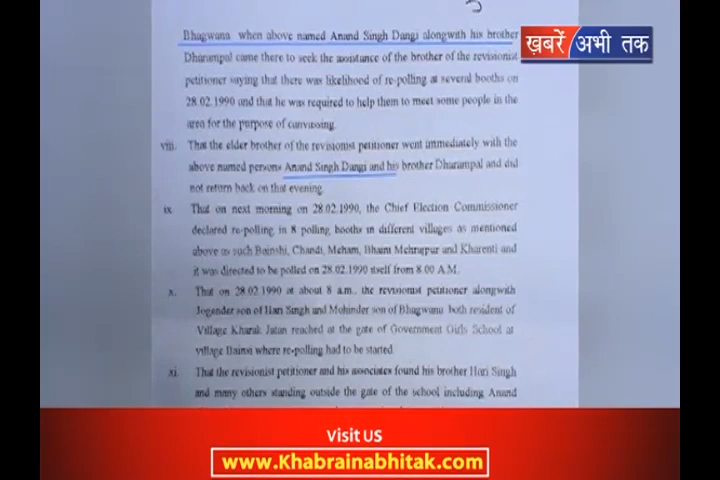 Bhagwana when above named Anand Singh Dangi alongwith his brother
Dharampal came there to seek the assistance of the brother of the revisionist
petitioner saying that there was likelihood of re-polling at several booths on
28.02.1990 and that he was required to help them to meet some people in the
area for the purpose of canvissing.
viii. That the elder brother of the revisionist petitioner went immediately with the
above named persons Anand Singh Dangi and his brother Dharampal and did
not return back on that evening.
ix. That on next morning on 28.02.1990, the Chief Election Commissioner
declared re-polling in 8 polling booths in different villages as mentioned
above as such Bainshi, Chandi, Meham, Bhaini Mehrajpur and Kharenti and
it was directed to be polled on 28.02.1990 itself from 8.00 A.M.
x. That on 28.02.1990 at about 8 a.m., the revisionist petitioner alongwith
Jogender son of Hari Singh and Mohinder son of Bhagwana both resident of
Village Kharak Jatan reached at the gate of Government Girls School at
village Bainsi where re-polling had to be started.
xi. That the revisionist petitioner and his associates found his brother Hari Singh
and many others standing outside the gate of the school including Anand
ख़बरें अभी तक
Visit US
www.Khabrainabhitak.com